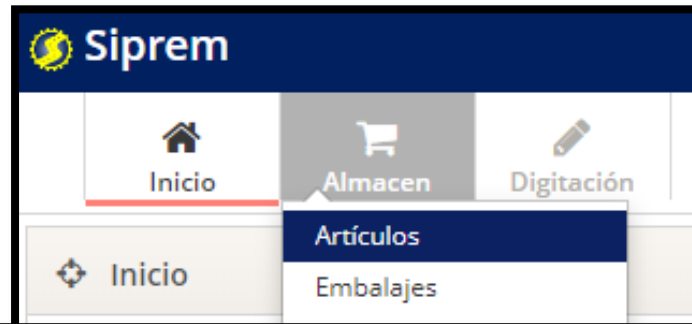 Siprem
Inicio Almacen Digitación
Artículos
Inicio
Embalajes